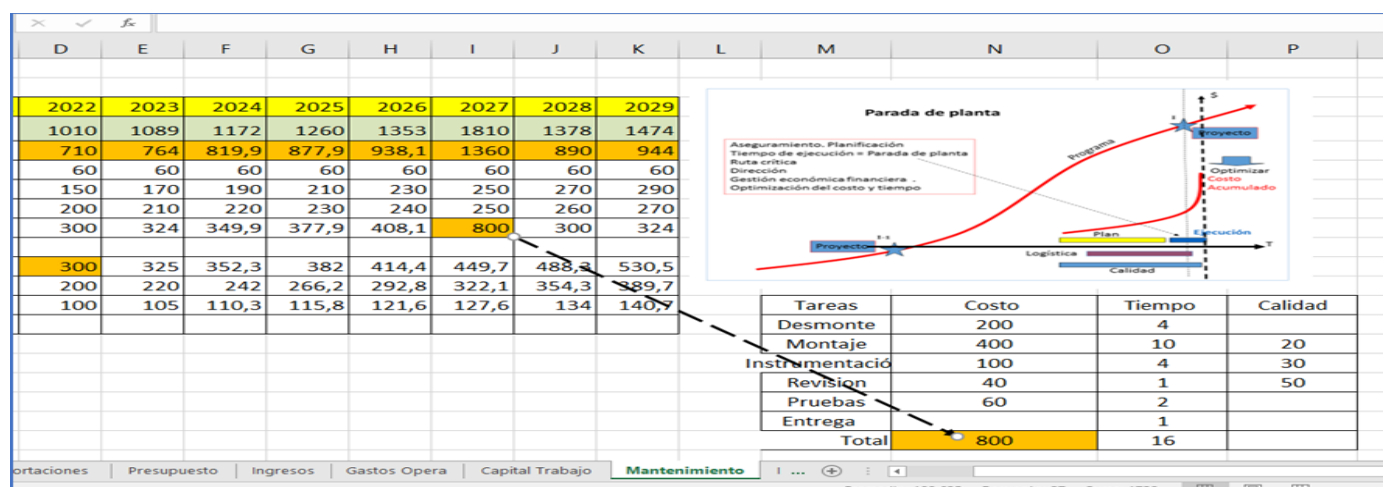 fx
D E F G H I J K L M N O P
2022 2023 2024 2025 2026 2027 2028 2029
1010 1089 1172 1260 1353 1810 1378 1474
710 764 819,9 877,9 938,1 1360 890 944
60 60 60 60 60 60 60 60
150 170 190 210 230 250 270 290
200 210 220 230 240 250 260 270
300 324 349,9 377,9 408,1 800 300 324
300 325 352,3 382 414,4 449,7 488,3 530,5
200 220 242 266,2 292,8 322,1 354,3 389,7
100 105 110,3 115,8 121,6 127,6 134 140,7
Parada de planta
Aseguramiento. Planificación
Tiempo de ejecución = Parada de planta
Ruta crítica
Dirección
Gestión económica financiera .
Optimización del costo y tiempo
Programa
$
Proyecto
Optimizar
Costo
Acumulado
Proyecto
Plan
Ejecución
T
Logística
Calidad
Tareas Costo Tiempo Calidad
Desmonte 200 4
Montaje 400 10 20
Instrumentació 100 4 30
Revision 40 1 50
Pruebas 60 2
Entrega 1
Total 800 16
ortaciones Presupuesto Ingresos Gastos Opera Capital Trabajo Mantenimiento I ...